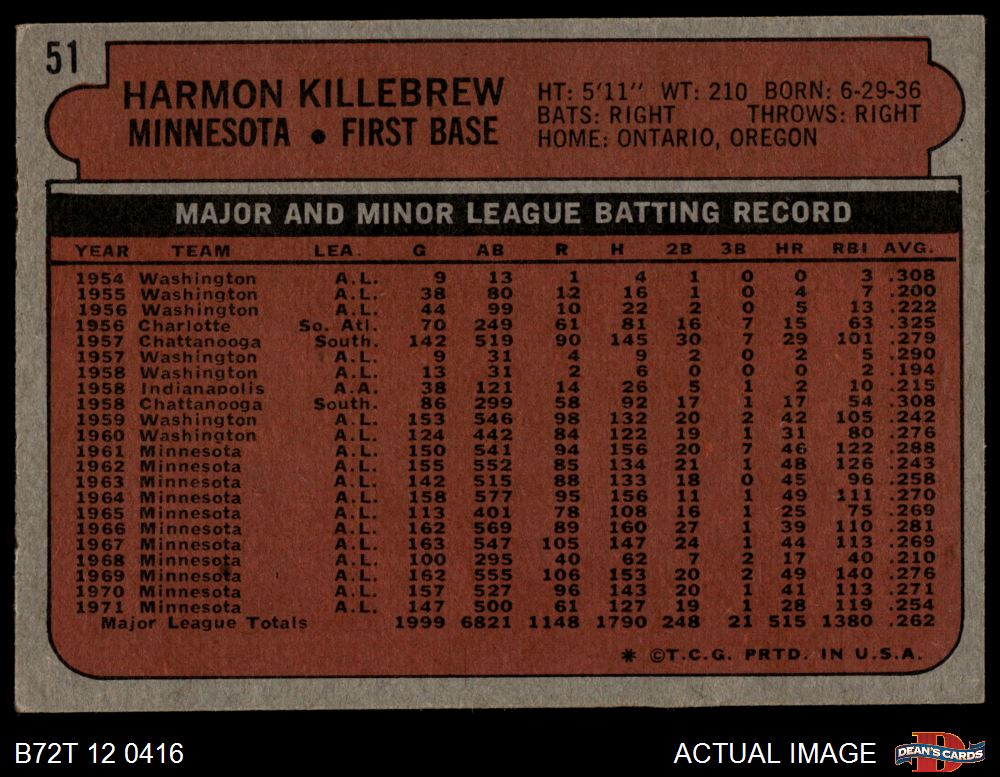 51
HARMON KILLEBREW
MINNESOTA • FIRST BASE
HT: 5'11" WT: 210 BORN: 6-29-36
BATS: RIGHT THROWS: RIGHT
HOME: ONTARIO, OREGON
MAJOR AND MINOR LEAGUE BATTING RECORD
YEAR TEAM LEA. G AB R H 2B 3B HR RBI AVG.
1954 Washington A.L. 9 13 1 4 1 0 0 3 .308
1955 Washington A.L. 38 80 12 16 1 0 4 7 .200
1956 Washington A.L. 44 99 10 22 2 0 5 13 .222
1956 Charlotte So. Atl. 70 249 61 81 16 7 15 63 .325
1957 Chattanooga South. 142 519 90 145 30 7 29 101 .279
1957 Washington A.L. 9 31 4 9 2 0 2 5 .290
1958 Washington A.L. 13 31 2 6 0 0 0 2 .194
1958 Indianapolis A.A. 38 121 14 26 5 1 2 10 .215
1958 Chattanooga South. 86 299 58 92 17 1 17 54 .308
1959 Washington A.L. 153 546 98 132 20 2 42 105 .242
1960 Washington A.L. 124 442 84 122 19 1 31 80 .276
1961 Minnesota A.L. 150 541 94 156 20 7 46 122 .288
1962 Minnesota A.L. 155 552 85 134 21 1 48 126 .243
1963 Minnesota A.L. 142 515 88 133 18 0 45 96 .258
1964 Minnesota A.L. 158 577 95 156 11 1 49 111 .270
1965 Minnesota A.L. 113 401 78 108 16 1 25 75 .269
1966 Minnesota A.L. 162 569 89 160 27 1 39 110 .281
1967 Minnesota A.L. 163 547 105 147 24 1 44 113 .269
1968 Minnesota A.L. 100 295 40 62 7 2 17 40 .210
1969 Minnesota A.L. 162 555 106 153 20 2 49 140 .276
1970 Minnesota A.L. 157 527 96 143 20 1 41 113 .271
1971 Minnesota A.L. 147 500 61 127 19 1 28 119 .254
Major League Totals 1999 6821 1148 1790 248 21 515 1380 .262
* ©T.C.G. PRTD. IN U.S.A.
B72T 12 0416 ACTUAL IMAGE
D
DEAN'S CARDS